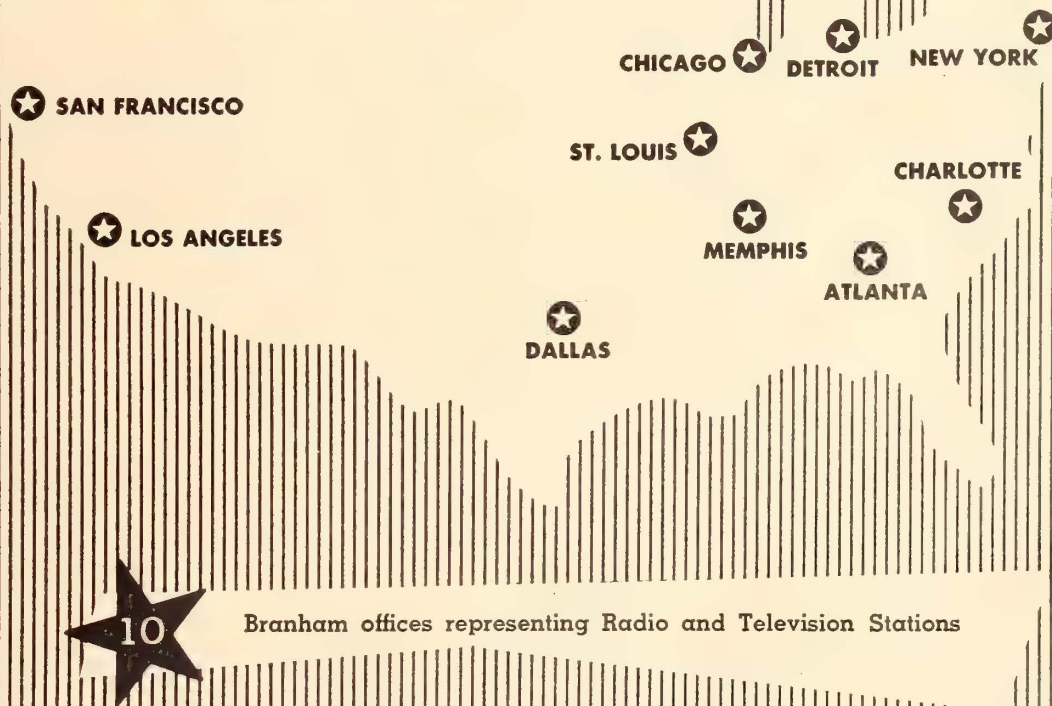 CHICAGO
DETROIT
NEW YORK
SAN FRANCISCO
ST. LOUIS
CHARLOTTE
LOS ANGELES
MEMPHIS
ATLANTA
DALLAS
10
Branham offices representing Radio and Television Stations